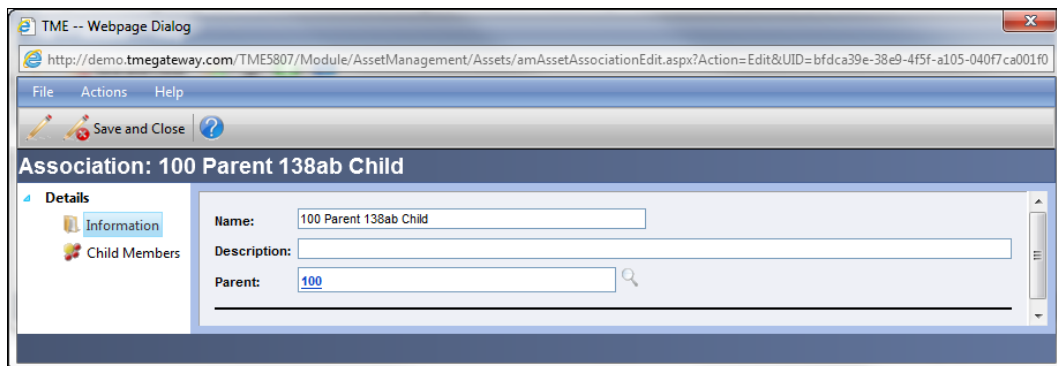 TME -- Webpage Dialog
X
http://demo.tmegateway.com/TME5807/Module/AssetManagement/Assets/amAssetAssociationEdit.aspx?Action=Edit&UID=bfdca39e-38e9-4f5f-a105-040f7ca001f0
File Actions Help
Save and Close ?
Association: 100 Parent 138ab Child
Details
Information
Child Members
Name: 100 Parent 138ab Child
Description:
Parent: 100